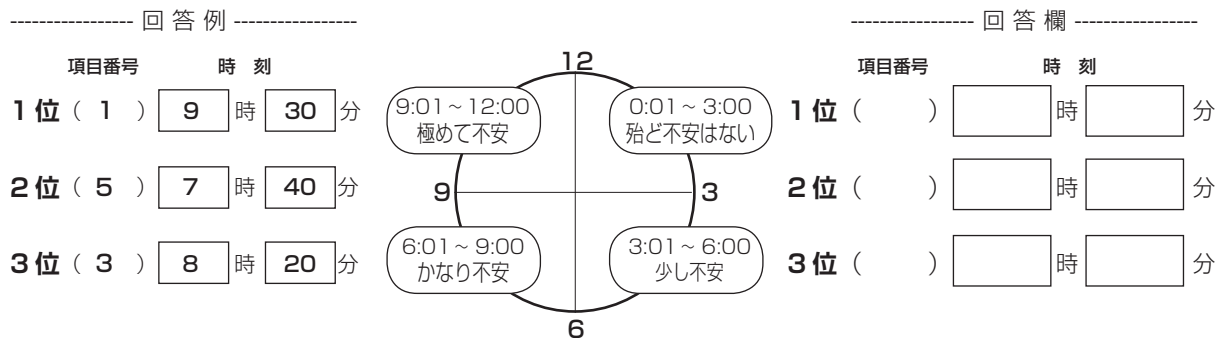 回答例
項目番号 時刻
1位（ 1 ） 9 時 30 分
2位（ 5 ） 7 時 40 分
3位（ 3 ） 8 時 20 分
12
9:01～12:00
極めて不安
0:01～3:00
殆ど不安はない
9
3
6:01～9:00
かなり不安
3:01～6:00
少し不安
6
回答欄
項目番号 時刻
1位（ ） 時 分
2位（ ） 時 分
3位（ ） 時 分